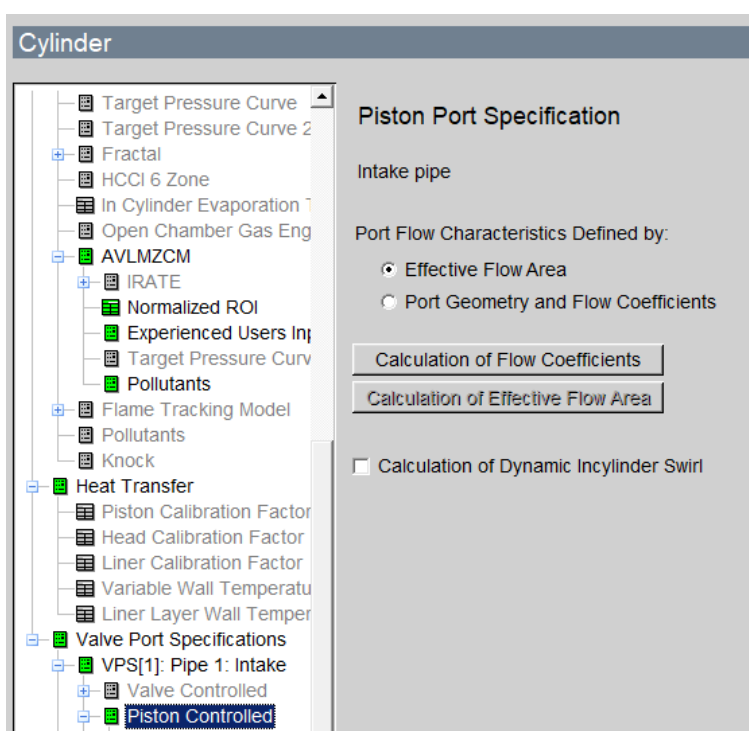 Cylinder
Target Pressure Curve
Target Pressure Curve 2
Fractal
HCCI 6 Zone
In Cylinder Evaporation
Open Chamber Gas Eng
AVLMZCM
IRATE
Normalized ROI
Experienced Users Inp
Target Pressure Curv
Pollutants
Flame Tracking Model
Pollutants
Knock
Heat Transfer
Piston Calibration Factor
Head Calibration Factor
Liner Calibration Factor
Variable Wall Temperatu
Liner Layer Wall Temper
Valve Port Specifications
VPS[1]: Pipe 1: Intake
Valve Controlled
Piston Controlled
Piston Port Specification
Intake pipe
Port Flow Characteristics Defined by:
Effective Flow Area
Port Geometry and Flow Coefficients
Calculation of Flow Coefficients
Calculation of Effective Flow Area
Calculation of Dynamic Incylinder Swirl